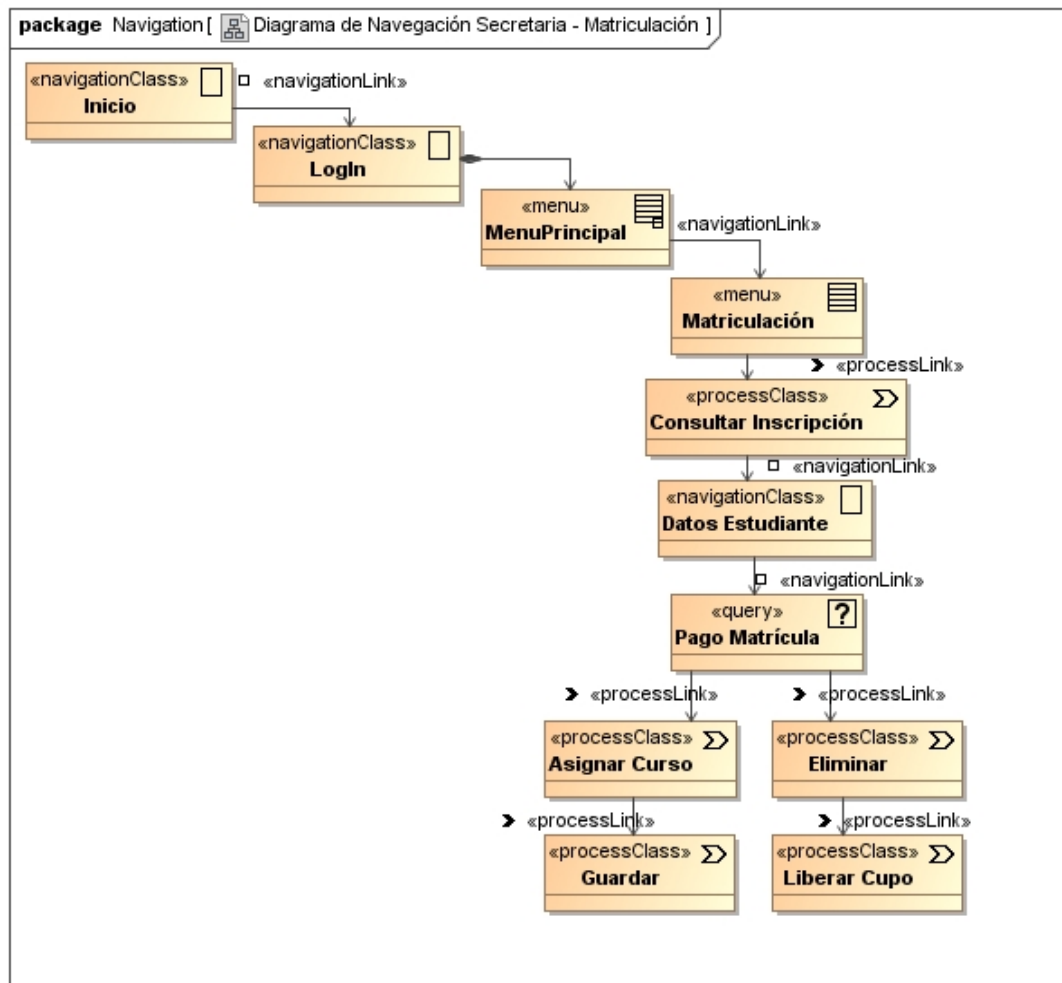 package Navigation [ Diagrama de Navegación Secretaria - Matriculación ]
«navigationClass»
Inicio
«navigationLink»
«navigationClass»
LogIn
«menu»
MenuPrincipal
«navigationLink»
«menu»
Matriculación
«processLink»
«processClass»
Consultar Inscripción
«navigationLink»
«navigationClass»
Datos Estudiante
«navigationLink»
«query»
?
Pago Matrícula
«processLink»
«processLink»
«processClass»
Asignar Curso
«processClass»
Eliminar
«processLink»
«processLink»
«processClass»
Guardar
«processClass»
Liberar Cupo